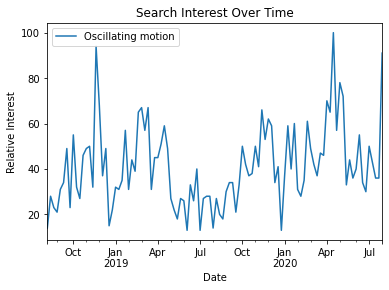 Search Interest Over Time
Oscillating motion
Relative Interest
100
80
60
40
20
Oct
Jan
2019
Apr
Jul
Oct
Jan
2020
Apr
Jul
Date